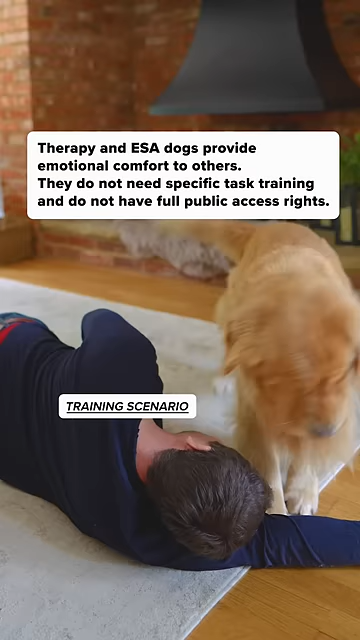 Therapy and ESA dogs provide
emotional comfort to others.
They do not need specific task training
and do not have full public access rights.
TRAINING SCENARIO